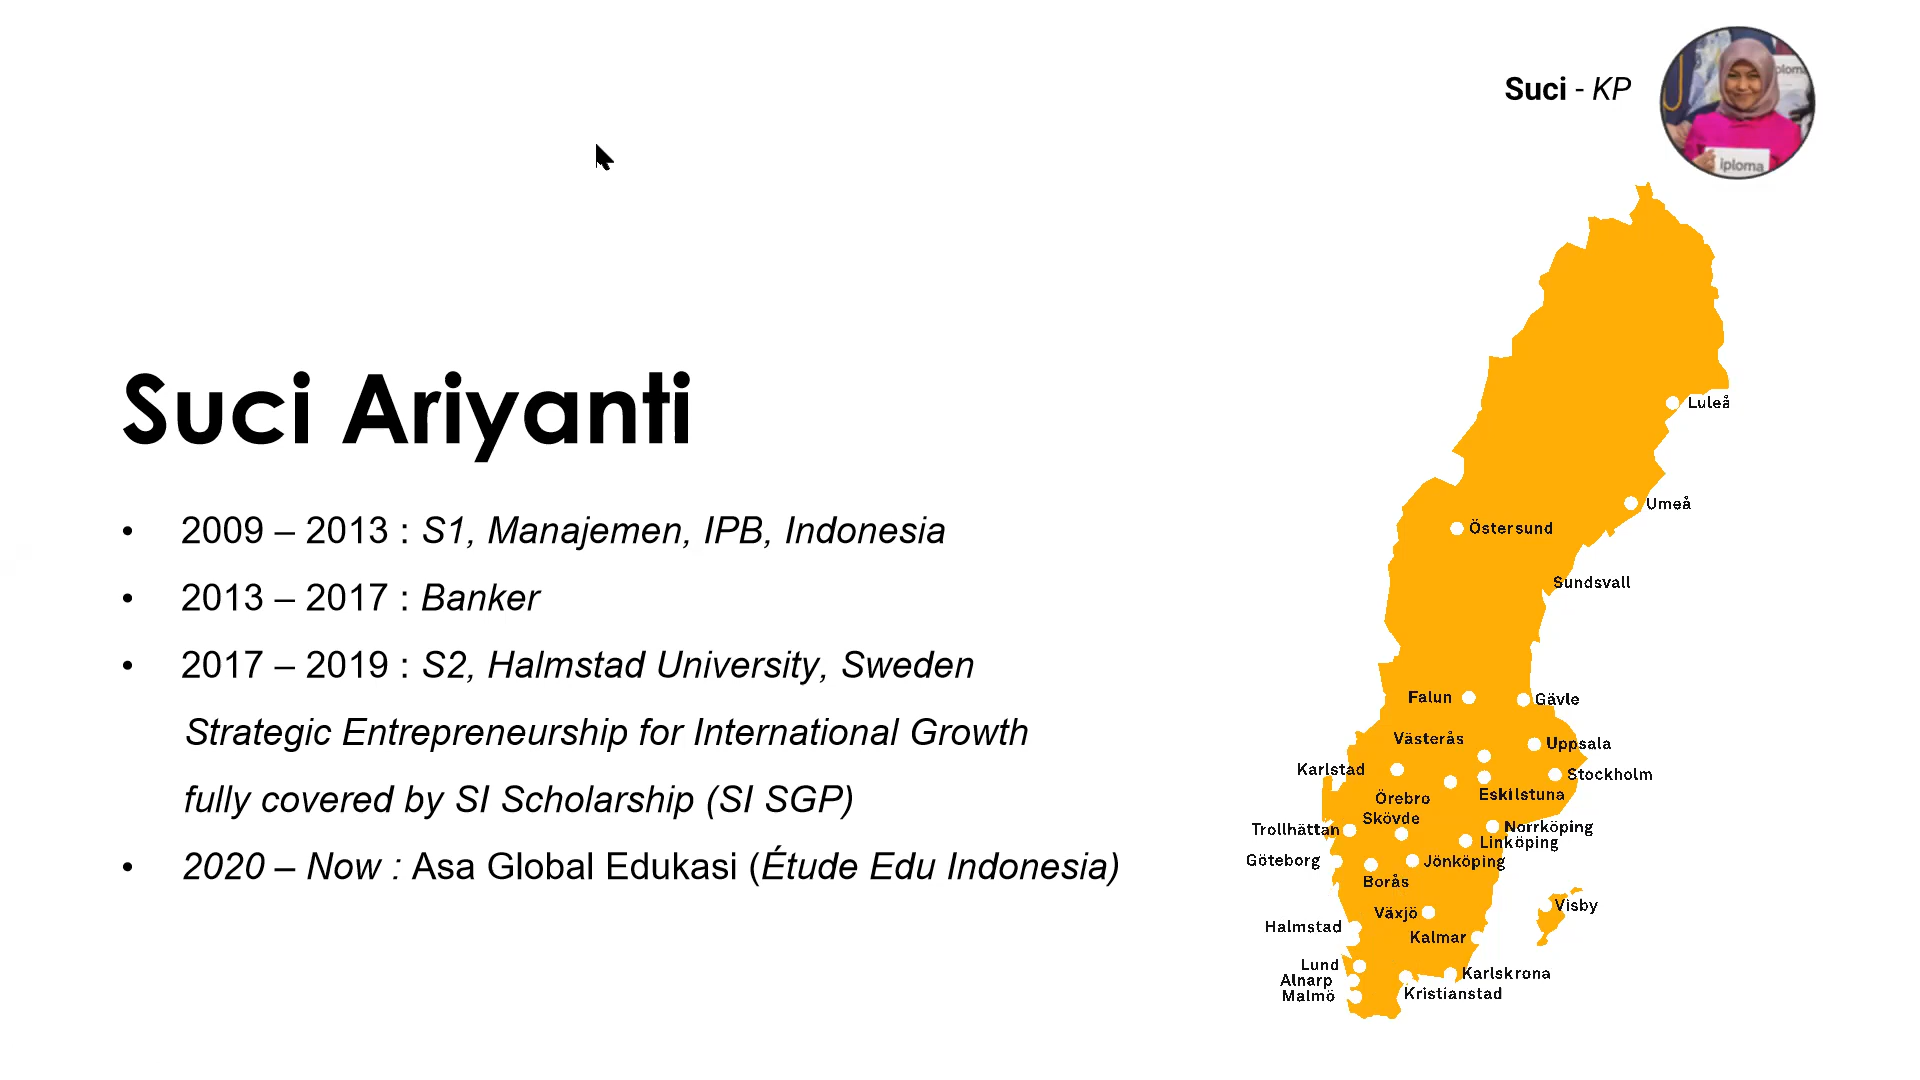 Suci - KP
iploma
Suci Ariyanti
• 2009 – 2013 : S1, Manajemen, IPB, Indonesia
• 2013 – 2017 : Banker
• 2017 – 2019 : S2, Halmstad University, Sweden
Strategic Entrepreneurship for International Growth
fully covered by SI Scholarship (SI SGP)
• 2020 – Now : Asa Global Edukasi (Étude Edu Indonesia)
Luleå
Umeå
Östersund
Sundsvall
Falun
Gävle
Västerås
Uppsala
Karlstad
Stockholm
Örebro
Eskilstuna
Skövde
Trollhättan
Norrköping
Linköping
Göteborg
Jönköping
Borås
Visby
Växjö
Halmstad
Kalmar
Lund
Karlskrona
Alnarp
Kristianstad
Malmö